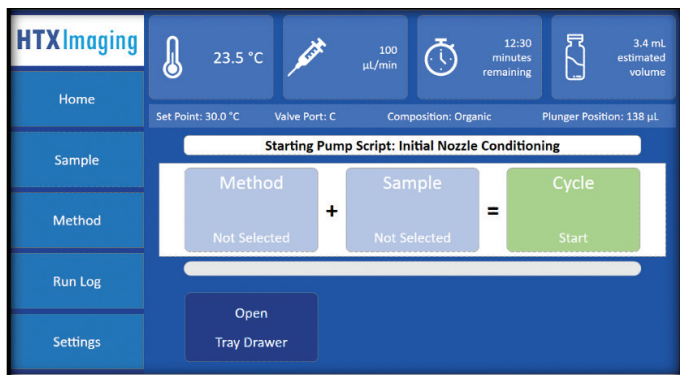 HTXImaging
Home
Sample
Method
Run Log
Settings
23.5 °C
100
µL/min
12:30
minutes
remaining
3.4 mL
estimated
volume
Set Point: 30.0 °C Valve Port: C Composition: Organic Plunger Position: 138 µL
Starting Pump Script: Initial Nozzle Conditioning
Method
Not Selected
+
Sample
Not Selected
=
Cycle
Start
Open
Tray Drawer